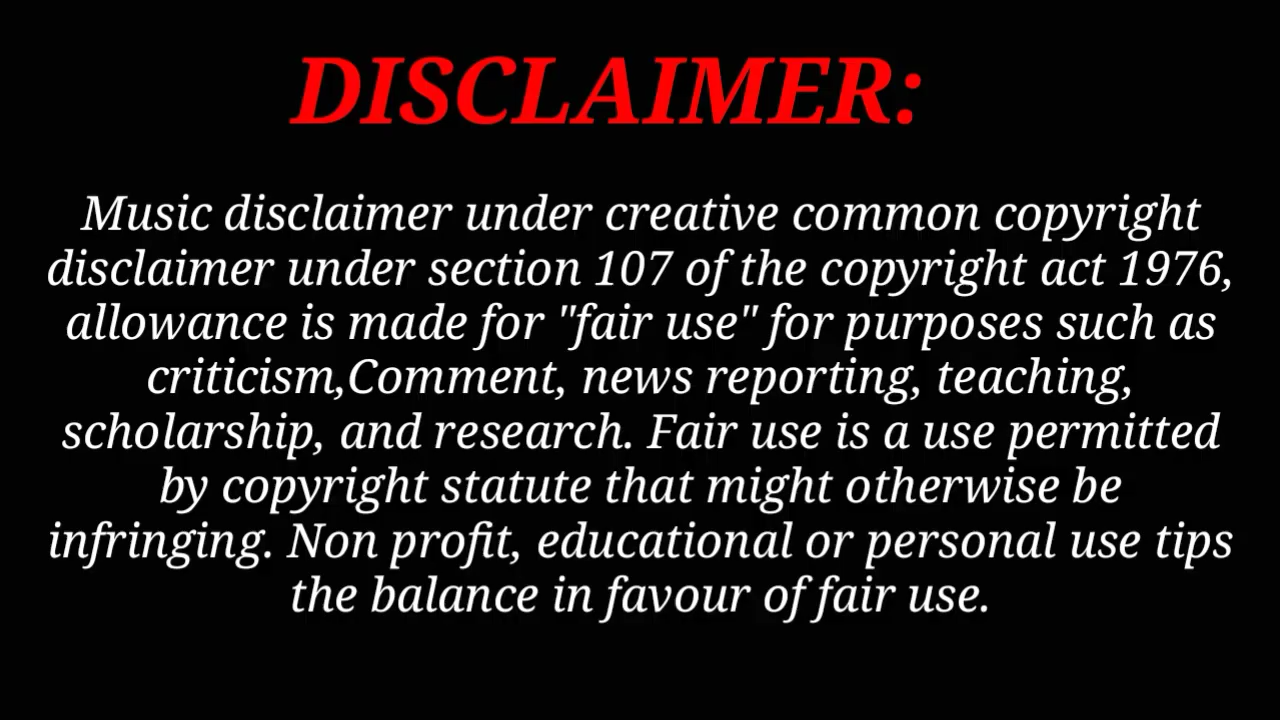 DISCLAIMER:
Music disclaimer under creative common copyright
disclaimer under section 107 of the copyright act 1976,
allowance is made for "fair use" for purposes such as
criticism,Comment, news reporting, teaching,
scholarship, and research. Fair use is a use permitted
by copyright statute that might otherwise be
infringing. Non profit, educational or personal use tips
the balance in favour of fair use.